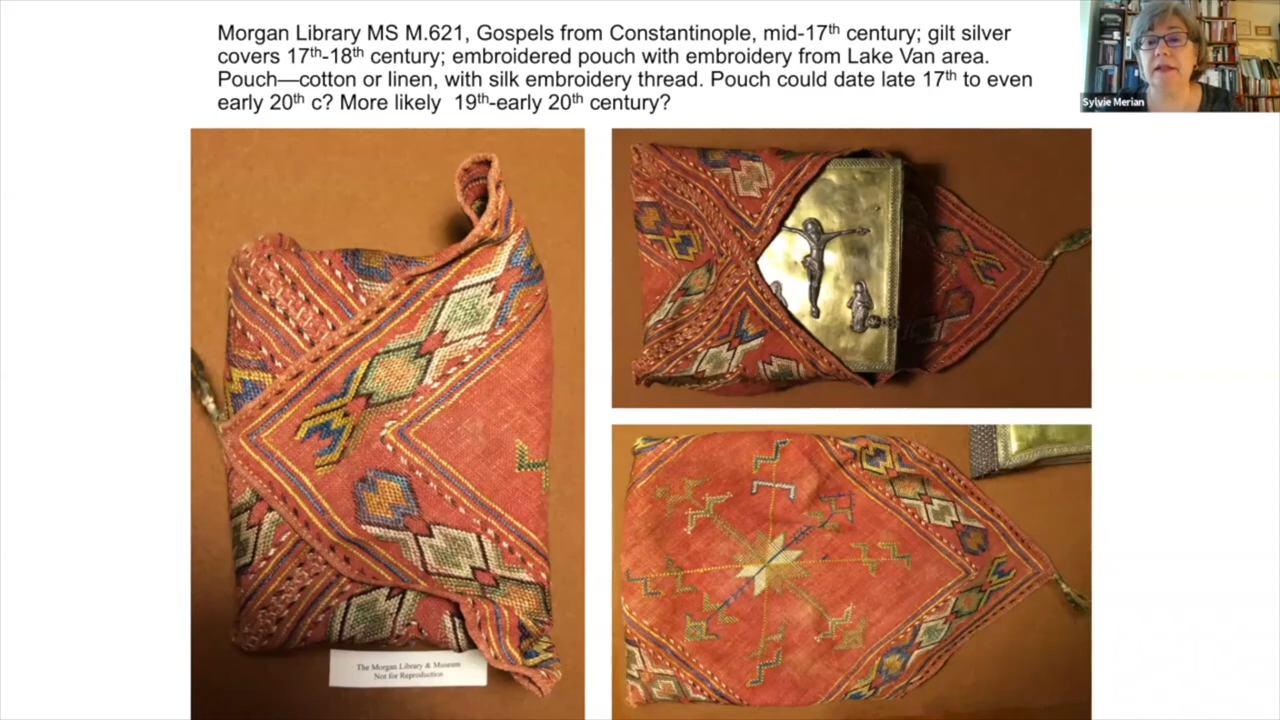 Morgan Library MS M.621, Gospels from Constantinople, mid-17th century; gilt silver
covers 17th-18th century; embroidered pouch with embroidery from Lake Van area.
Pouch—cotton or linen, with silk embroidery thread. Pouch could date late 17th to even
early 20th c? More likely 19th-early 20th century?
Sylvie Merian
The Morgan Library & Museum
Not for Reproduction